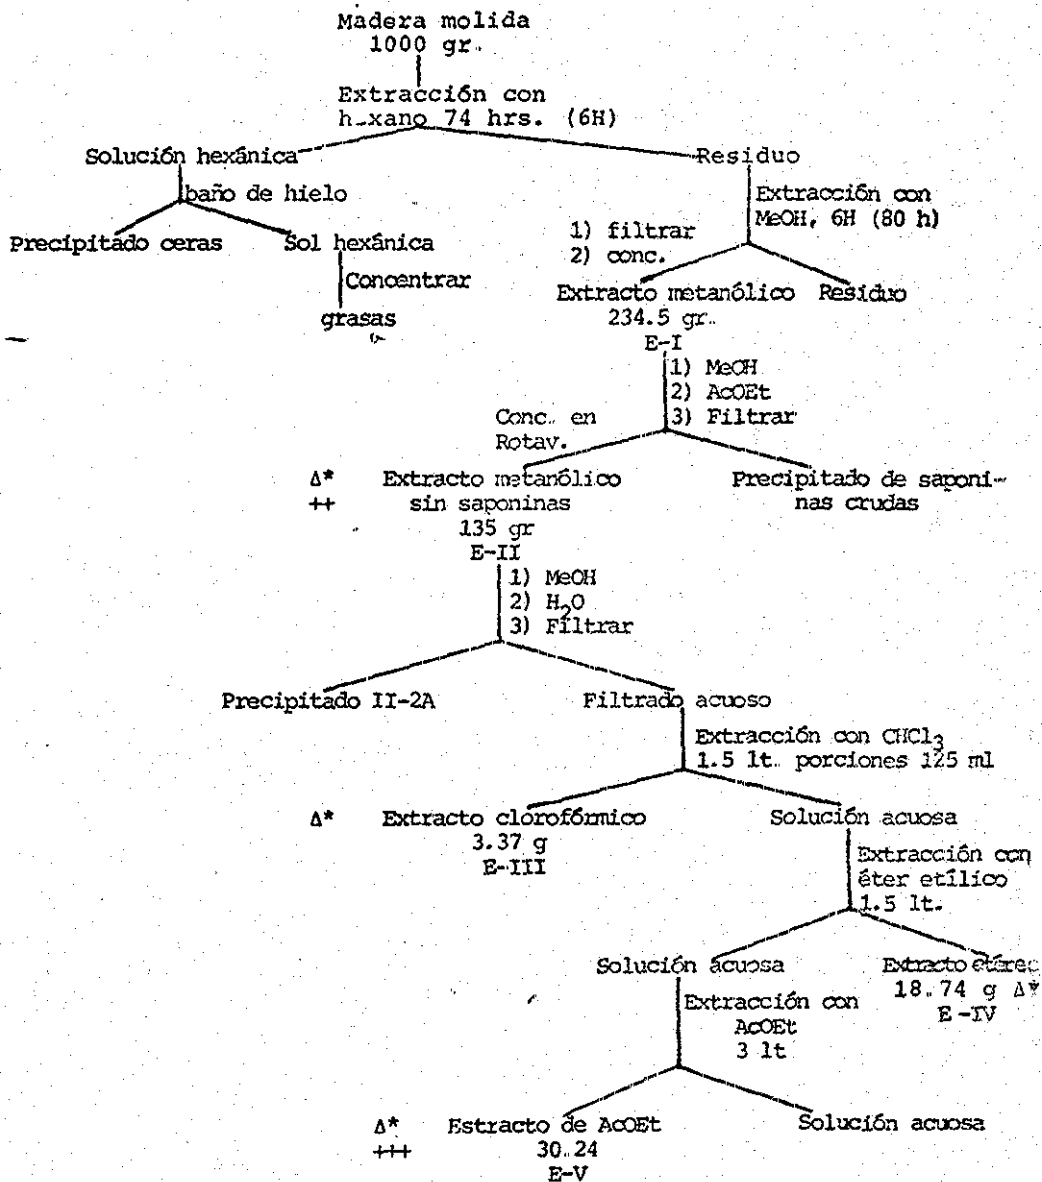 Madera molida
1000 gr.
Extracción con
h-xano 74 hrs. (6H)
Solución hexánica
Residuo
baño de hielo
Extracción con
MeOH, 6H (80 h)
Precipitado ceras
Sol hexánica
1) filtrar
2) conc.
Concentrar
Extracto metanólico
Residuo
grasas
234.5 gr.
E-I
1) MeOH
2) AcOEt
3) Filtrar
Conc. en
Rotav.
Δ*
Extracto metanólico
Precipitado de saponi-
++
sin saponinas
nas crudas
135 gr
E-II
1) MeOH
2) H2O
3) Filtrar
Precipitado II-2A
Filtrado acuoso
Extracción con CHCl3
1.5 lt. porciones 125 ml
Δ*
Extracto clorofórmico
Solución acuosa
3.37 g
E-III
Extracción con
éter etílico
1.5 lt.
Solución acuosa
Extracto etéreo
18.74 g Δ*
E-IV
Extracción con
AcOEt
3 lt
Δ*
Estracto de AcOEt
Solución acuosa
+++
30.24
E-V